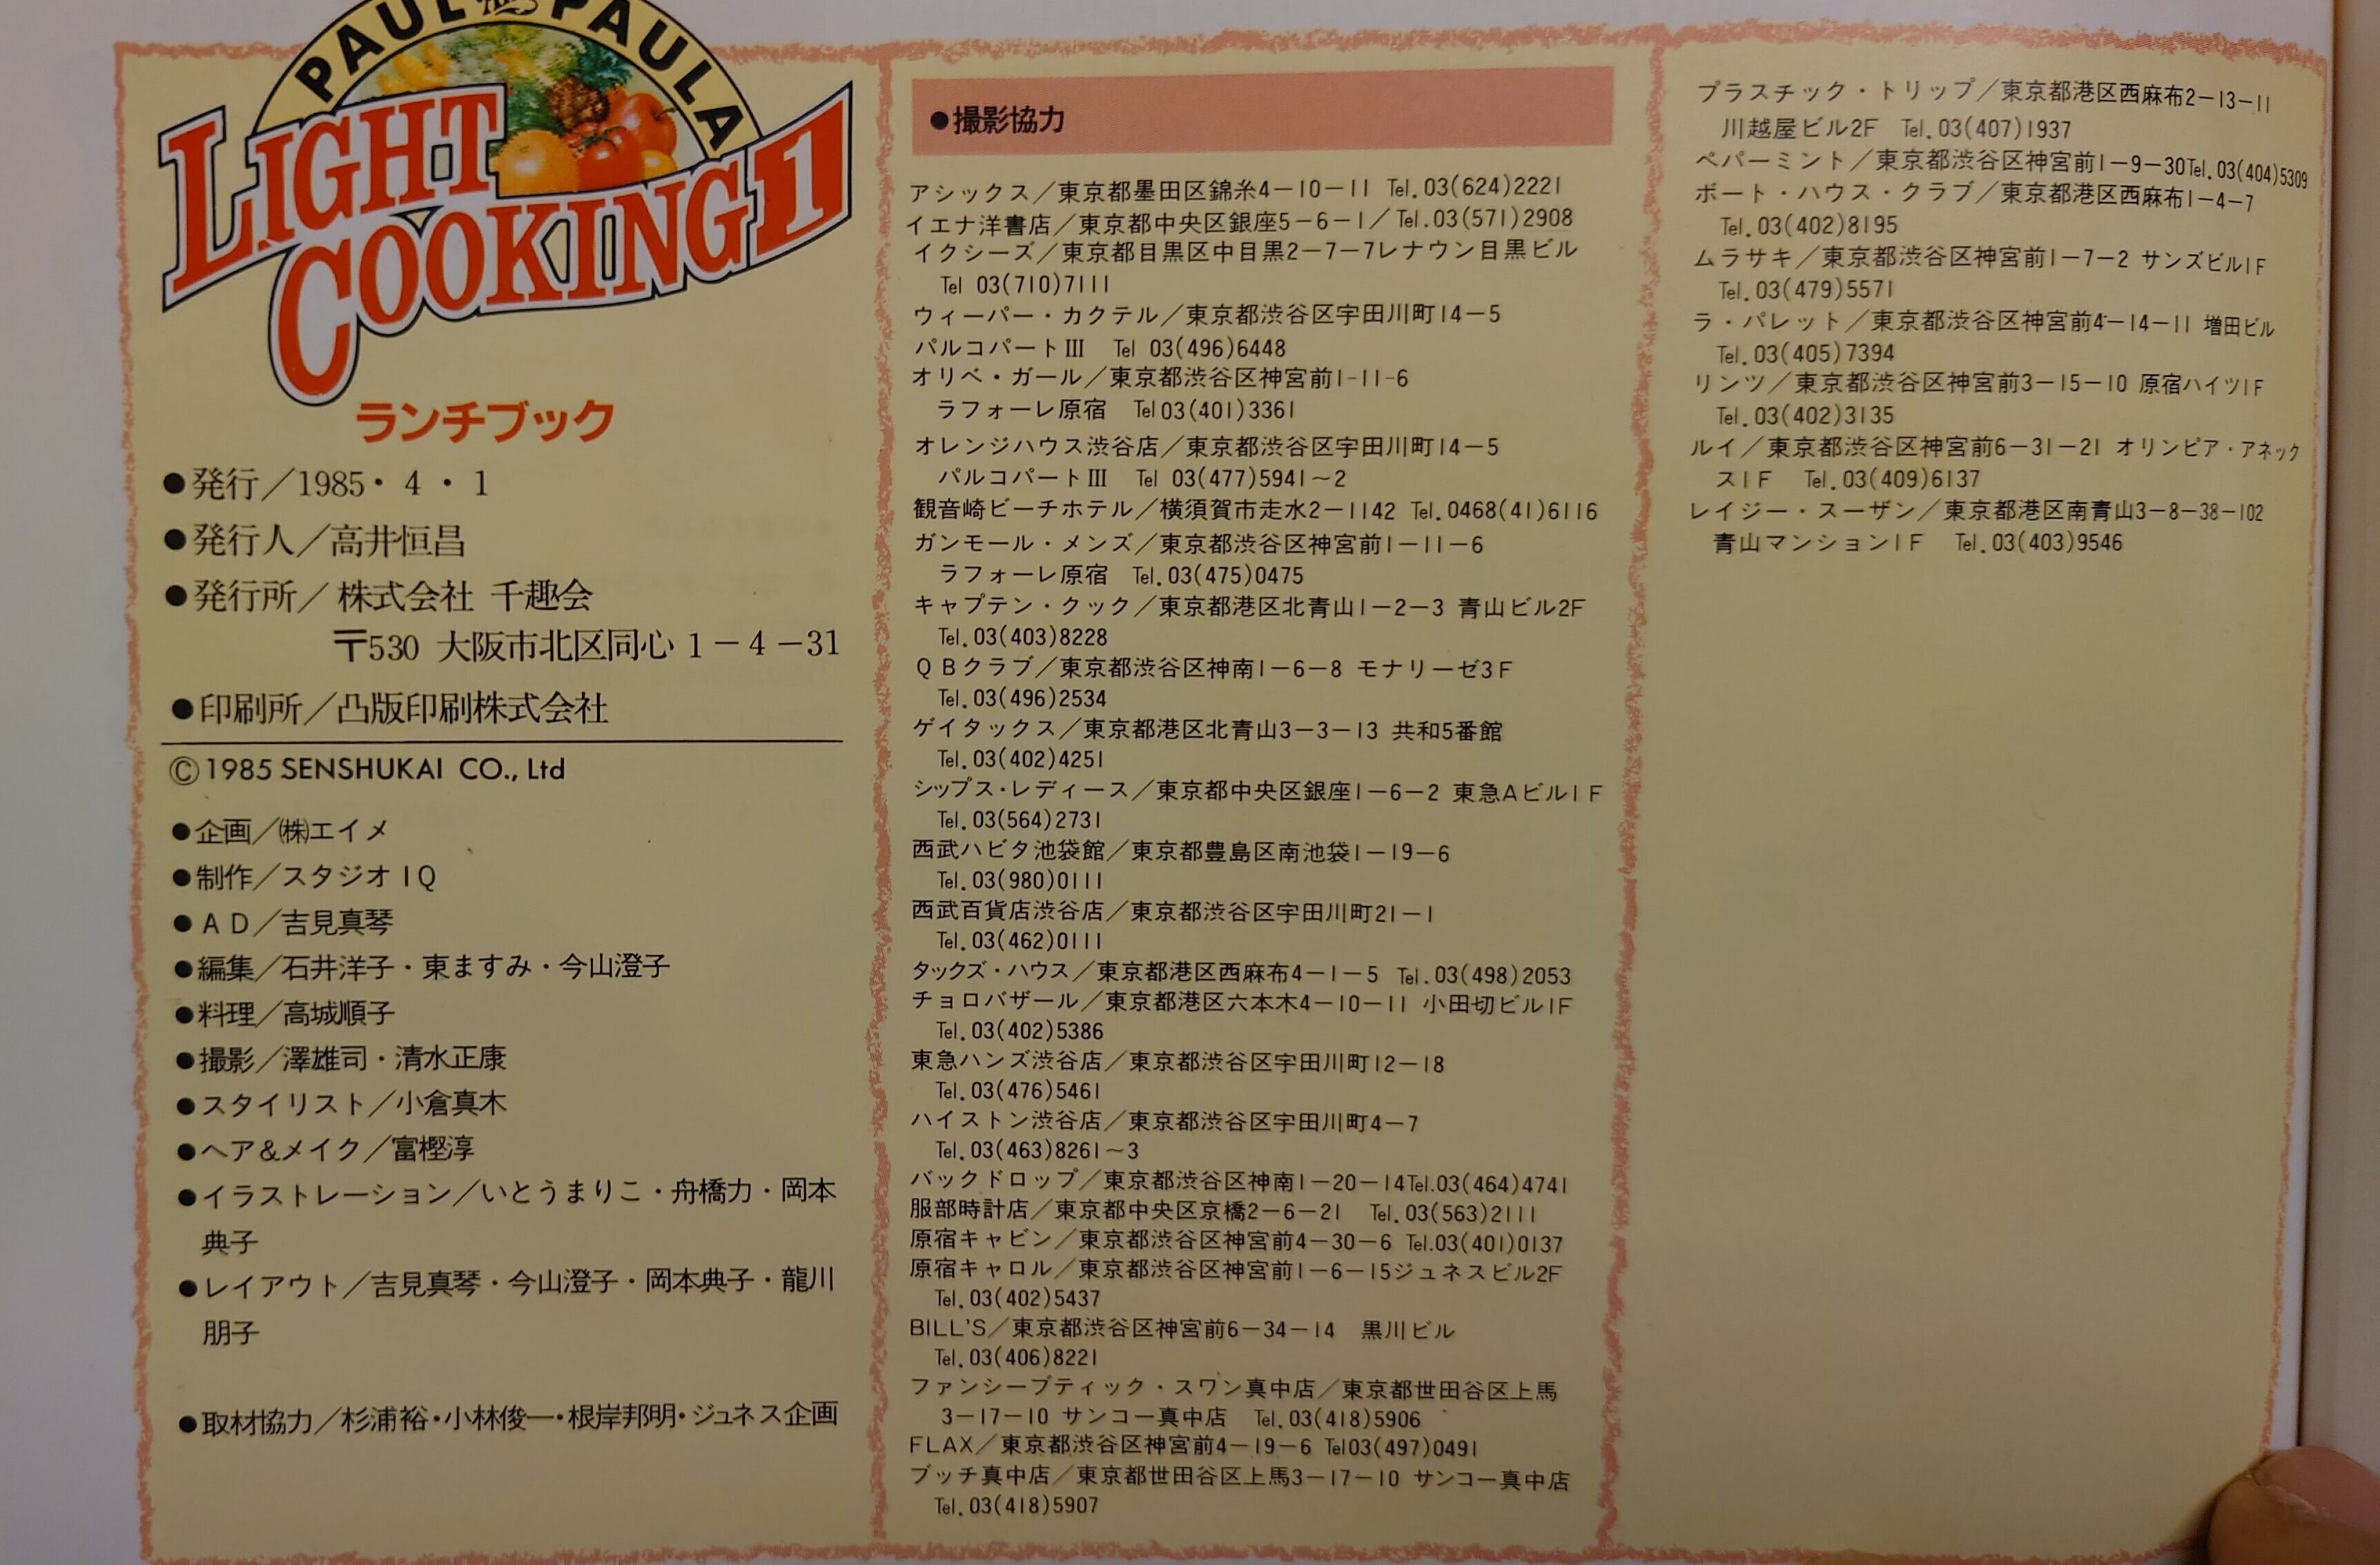 PAUL and PAULA
LIGHT
COOKING 1
ランチブック
●発行／1985・4・1
●発行人／高井恒昌
●発行所／株式会社 千趣会
〒530 大阪市北区同心1－4－31
●印刷所／凸版印刷株式会社
©1985 SENSHUKAI CO., Ltd
●企画／㈱エイメ
●制作／スタジオIQ
●AD／吉見真琴
●編集／石井洋子・東ますみ・今山澄子
●料理／高城順子
●撮影／澤雄司・清水正康
●スタイリスト／小倉真木
●ヘア&メイク／富樫淳
●イラストレーション／いとうまりこ・舟橋力・岡本
典子
●レイアウト／吉見真琴・今山澄子・岡本典子・龍川
朋子
●取材協力／杉浦裕・小林俊一・根岸邦明・ジュネス企画
●撮影協力
アシックス／東京都墨田区錦糸4－10－11 Tel.03(624)2221
イエナ洋書店／東京都中央区銀座5－6－1／Tel.03(571)2908
イクシーズ／東京都目黒区中目黒2－7－7レナウン目黒ビル
Tel 03(710)7111
ウィーパー・カクテル／東京都渋谷区宇田川町14－5
パルコパートⅢ Tel 03(496)6448
オリベ・ガール／東京都渋谷区神宮前1-11-6
ラフォーレ原宿 Tel03(401)3361
オレンジハウス渋谷店／東京都渋谷区宇田川町14－5
パルコパートⅢ Tel 03(477)5941～2
観音崎ビーチホテル／横須賀市走水2－1142 Tel.0468(41)6116
ガンモール・メンズ／東京都渋谷区神宮前1－11－6
ラフォーレ原宿 Tel.03(475)0475
キャプテン・クック／東京都港区北青山1－2－3 青山ビル2F
Tel.03(403)8228
QBクラブ／東京都渋谷区神南1－6－8 モナリーゼ3F
Tel.03(496)2534
ゲイタックス／東京都港区北青山3－3－13 共和5番館
Tel.03(402)4251
シップス・レディース／東京都中央区銀座1－6－2 東急Aビル1F
Tel.03(564)2731
西武ハビタ池袋館／東京都豊島区南池袋1－19－6
Tel.03(980)0111
西武百貨店渋谷店／東京都渋谷区宇田川町21－1
Tel.03(462)0111
タックズ・ハウス／東京都港区西麻布4－1－5 Tel.03(498)2053
チョロバザール／東京都港区六本木4－10－11 小田切ビル1F
Tel.03(402)5386
東急ハンズ渋谷店／東京都渋谷区宇田川町12－18
Tel.03(476)5461
ハイストン渋谷店／東京都渋谷区宇田川町4－7
Tel.03(463)8261～3
バックドロップ／東京都渋谷区神南1－20－14Tel.03(464)4741
服部時計店／東京都中央区京橋2－6－21 Tel.03(563)2111
原宿キャビン／東京都渋谷区神宮前4－30－6 Tel.03(401)0137
原宿キャロル／東京都渋谷区神宮前1－6－15ジュネスビル2F
Tel.03(402)5437
BILL'S／東京都渋谷区神宮前6－34－14 黒川ビル
Tel.03(406)8221
ファンシーブティック・スワン真中店／東京都世田谷区上馬
3－17－10 サンコー真中店 Tel.03(418)5906
FLAX／東京都渋谷区神宮前4－19－6 Tel03(497)0491
ブッチ真中店／東京都世田谷区上馬3－17－10 サンコー真中店
Tel.03(418)5907
プラスチック・トリップ／東京都港区西麻布2－13－11
川越屋ビル2F Tel.03(407)1937
ペパーミント／東京都渋谷区神宮前1－9－30Tel.03(404)5309
ボート・ハウス・クラブ／東京都港区西麻布1－4－7
Tel.03(402)8195
ムラサキ／東京都渋谷区神宮前1－7－2 サンズビル1F
Tel.03(479)5571
ラ・パレット／東京都渋谷区神宮前4－14－11 増田ビル
Tel.03(405)7394
リンツ／東京都渋谷区神宮前3－15－10 原宿ハイツ1F
Tel.03(402)3135
ルイ／東京都渋谷区神宮前6－31－21 オリンピア・アネック
ス1F Tel.03(409)6137
レイジー・スーザン／東京都港区南青山3－8－38－102
青山マンション1F Tel.03(403)9546